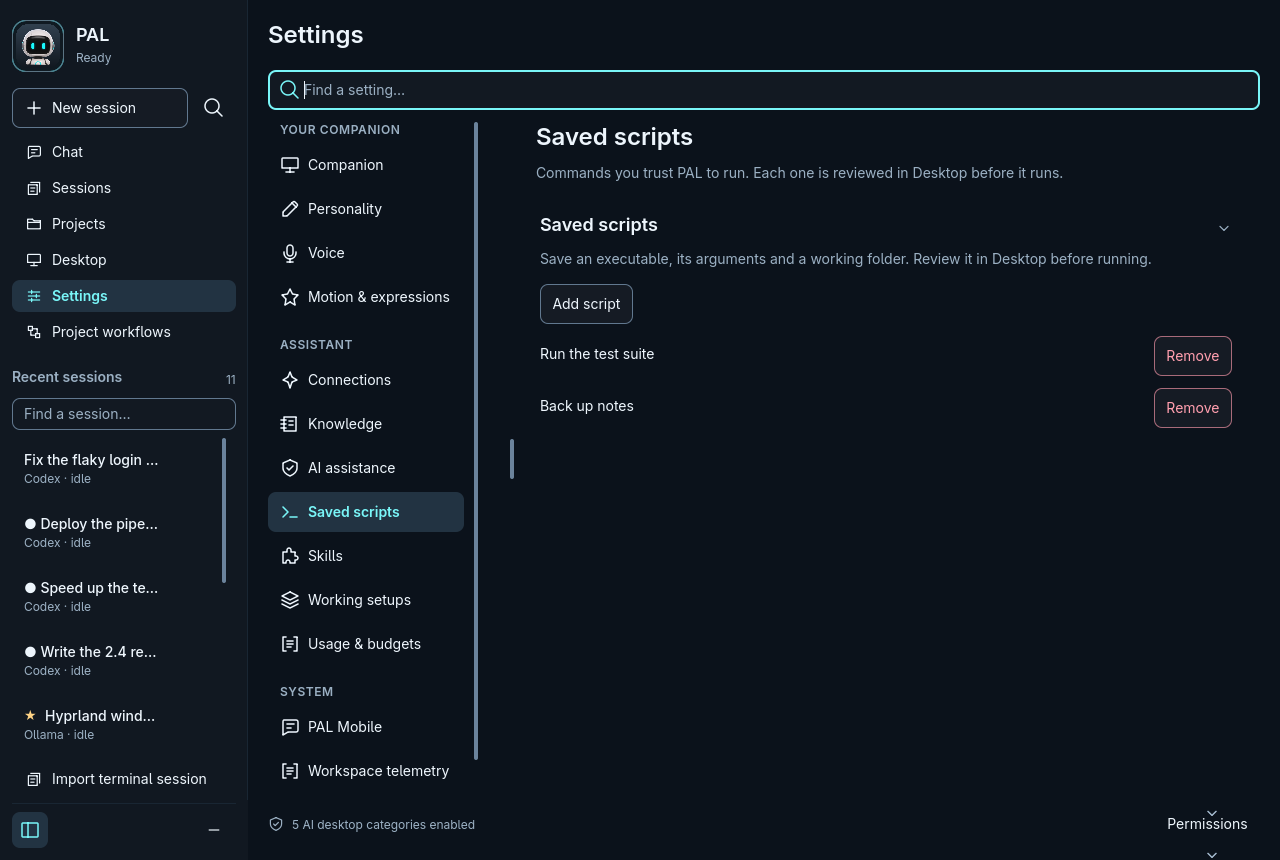 PAL
Ready
New session
Chat
Sessions
Projects
Desktop
Settings
Project workflows
Recent sessions
11
Find a session...
Fix the flaky login ...
Codex · idle
Deploy the pipe...
Codex · idle
Speed up the te...
Codex · idle
Write the 2.4 re...
Codex · idle
★ Hyprland wind...
Ollama · idle
Import terminal session
Settings
Find a setting...
YOUR COMPANION
Companion
Personality
Voice
Motion & expressions
ASSISTANT
Connections
Knowledge
AI assistance
Saved scripts
Skills
Working setups
Usage & budgets
SYSTEM
PAL Mobile
Workspace telemetry
Saved scripts
Commands you trust PAL to run. Each one is reviewed in Desktop before it runs.
Saved scripts
Save an executable, its arguments and a working folder. Review it in Desktop before running.
Add script
Run the test suite
Remove
Back up notes
Remove
5 AI desktop categories enabled
Permissions